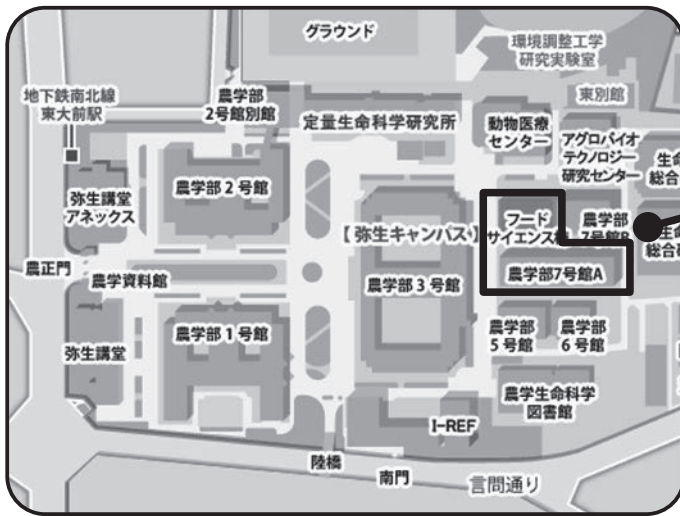 グラウンド
環境調整工学
研究実験室
地下鉄南北線
東大前駅
農学部
2号館別館
東別館
定量生命科学研究所
動物医療
センター
アグロバイオ
テクノロジー
研究センター
生命
総合
弥生講堂
アネックス
農学部2号館
【弥生キャンパス】
フード
サイエンス棟
農学部
7号館B
生命
総合研
農正門
農学資料館
農学部3号館
農学部7号館A
弥生講堂
農学部1号館
農学部
5号館
農学部
6号館
農学生命科学
図書館
I-REF
陸橋
南門
言問通り